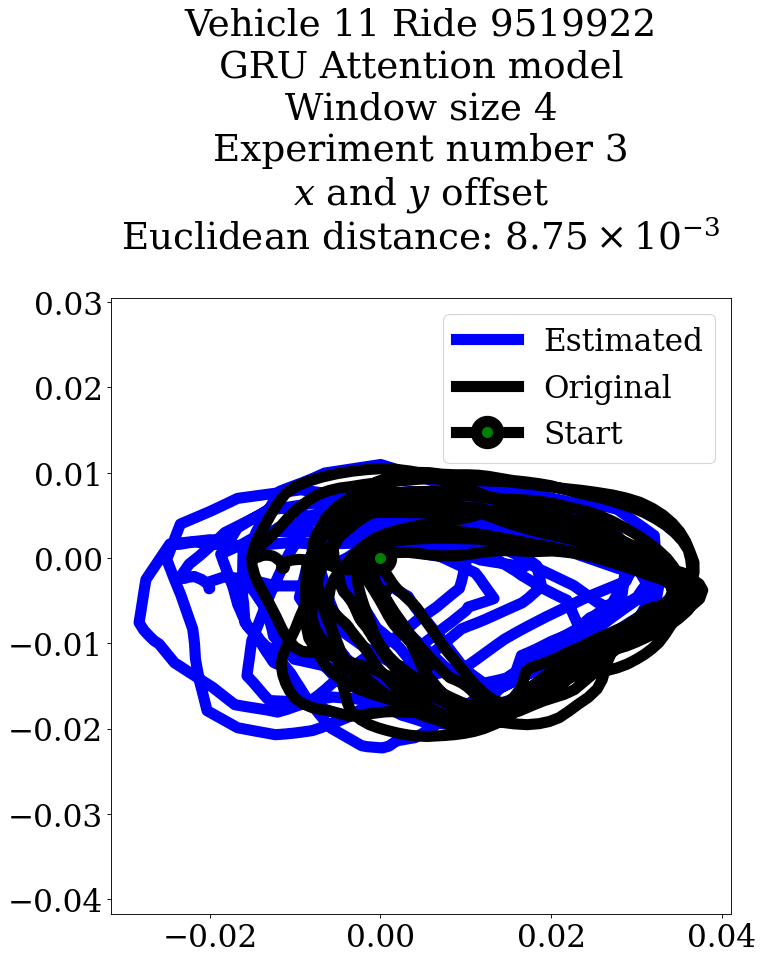 Vehicle 11 Ride 9519922
GRU Attention model
Window size 4
Experiment number 3
x and y offset
Euclidean distance: 8.75 × 10⁻³
0.03
Estimated
0.02
Original
Start
0.01
0.00
−0.01
−0.02
−0.03
−0.04
−0.02 0.00 0.02 0.04